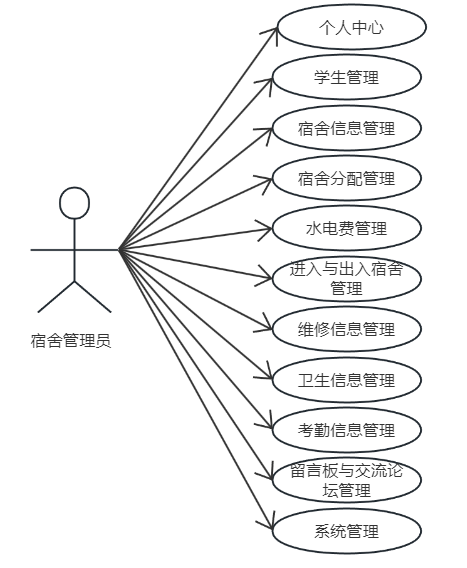 个人中心
学生管理
宿舍信息管理
宿舍分配管理
水电费管理
进入与出入宿舍
管理
维修信息管理
宿舍管理员
卫生信息管理
考勤信息管理
留言板与交流论
坛管理
系统管理